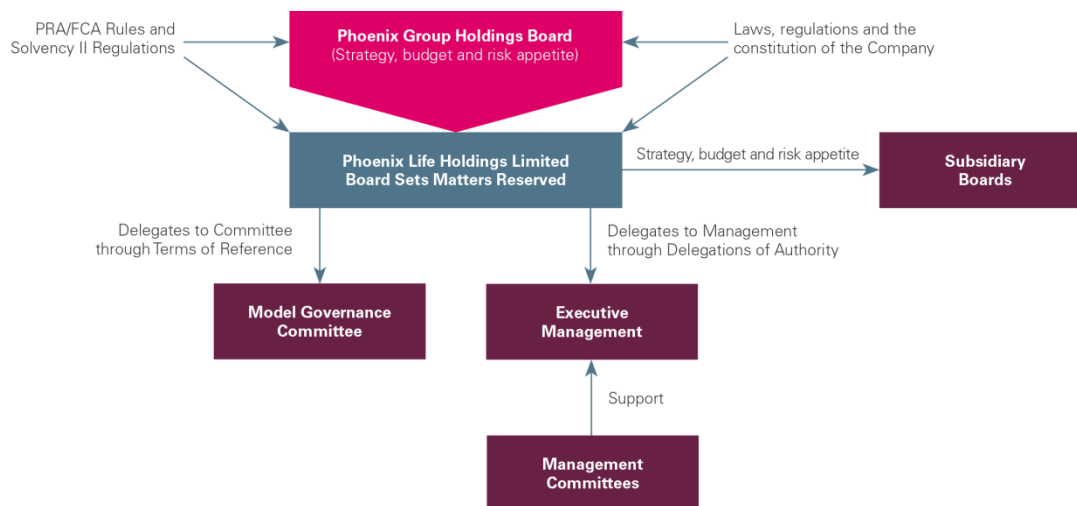 PRA/FCA Rules and
Solvency II Regulations
Phoenix Group Holdings Board
(Strategy, budget and risk appetite)
Laws, regulations and the
constitution of the Company
Phoenix Life Holdings Limited
Board Sets Matters Reserved
Strategy, budget and risk appetite
Subsidiary
Boards
Delegates to Committee
through Terms of Reference
Delegates to Management
through Delegations of Authority
Model Governance
Committee
Executive
Management
Support
Management
Committees